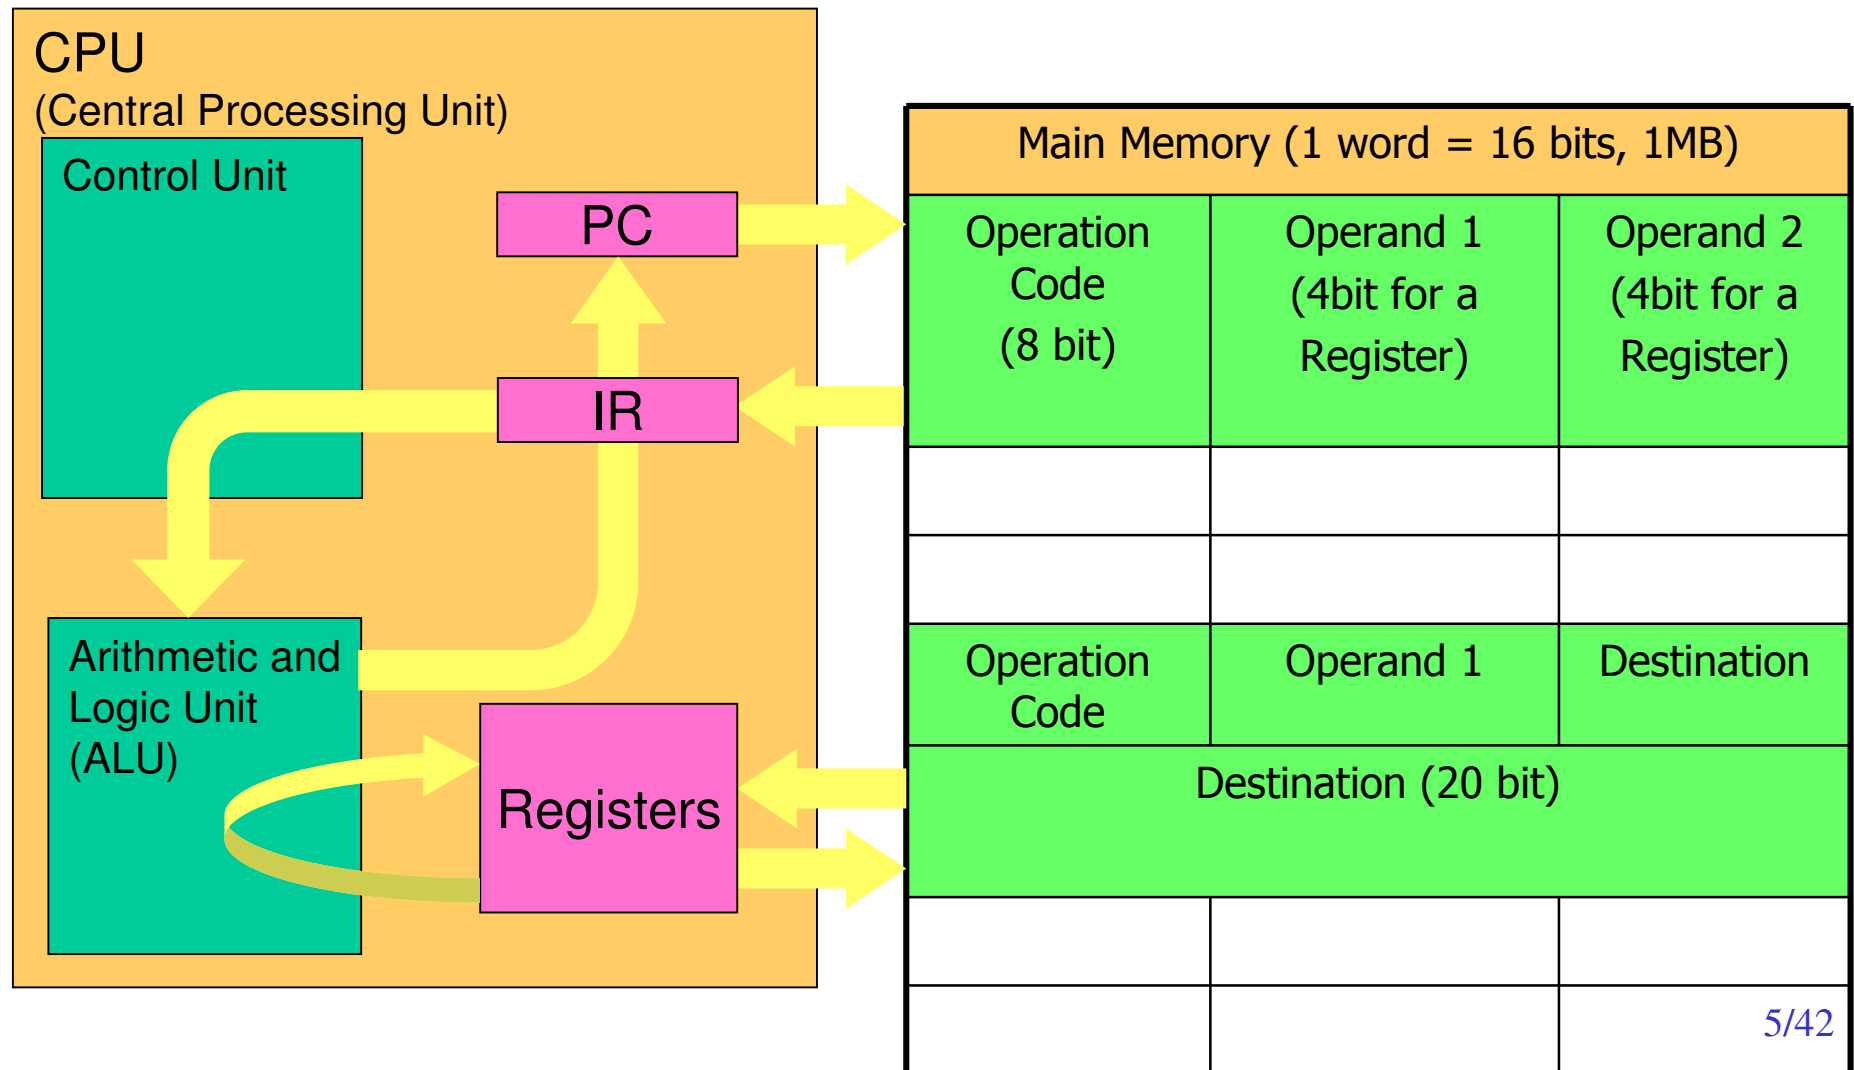 CPU
(Central Processing Unit)
Control Unit
PC
IR
Arithmetic and
Logic Unit
(ALU)
Registers
Main Memory (1 word = 16 bits, 1MB)
Operation
Code
(8 bit)
Operand 1
(4bit for a
Register)
Operand 2
(4bit for a
Register)
Operation
Code
Operand 1
Destination
Destination (20 bit)
5/42